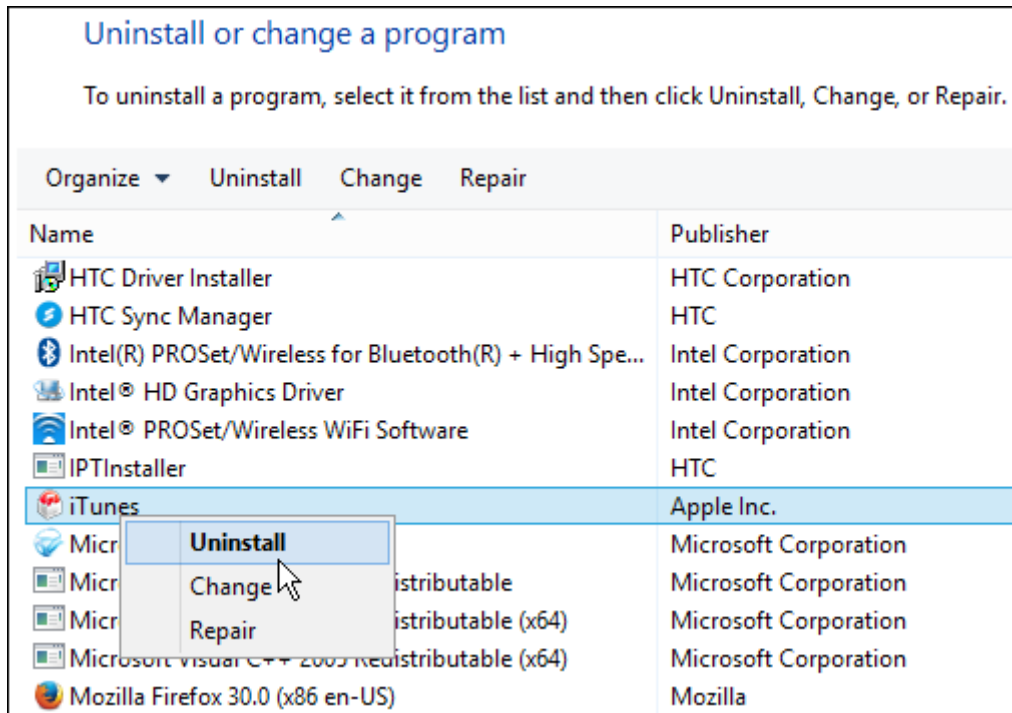 Uninstall or change a program
To uninstall a program, select it from the list and then click Uninstall, Change, or Repair.
Organize Uninstall Change Repair
Name Publisher
HTC Driver Installer HTC Corporation
HTC Sync Manager HTC
Intel(R) PROSet/Wireless for Bluetooth(R) + High Spe... Intel Corporation
Intel® HD Graphics Driver Intel Corporation
Intel® PROSet/Wireless WiFi Software Intel Corporation
IPTInstaller HTC
iTunes Apple Inc.
Uninstall
Micr Microsoft Corporation
Change
Micr istributable Microsoft Corporation
Micr istributable (x64) Microsoft Corporation
Repair
Microsoft Visual C++ 2005 Redistributable (x64) Microsoft Corporation
Mozilla Firefox 30.0 (x86 en-US) Mozilla